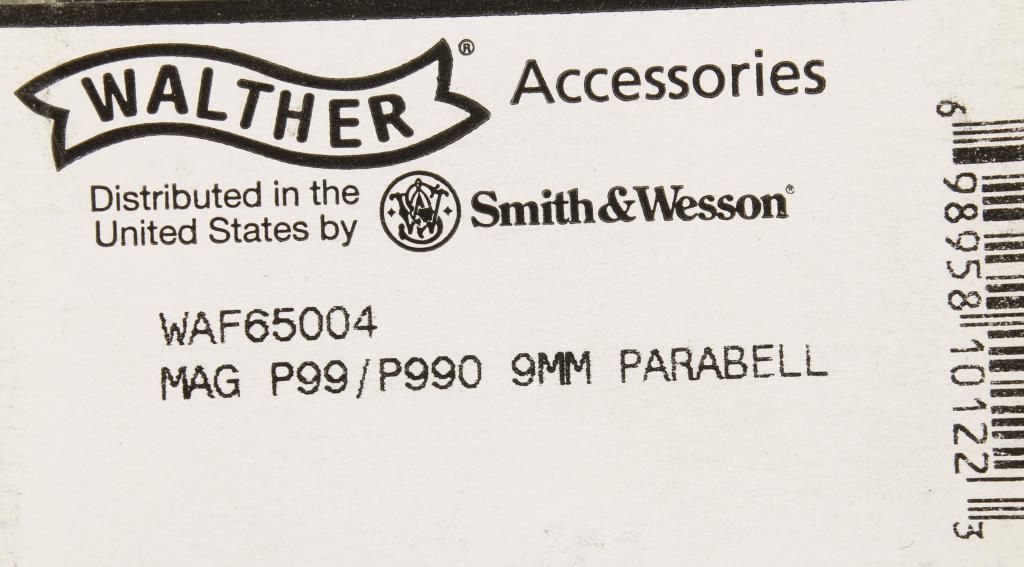 WALTHER® Accessories
Distributed in the
United States by
Smith&Wesson®
WAF65004
MAG P99/P990 9MM PARABELL
6 98958 10122 3